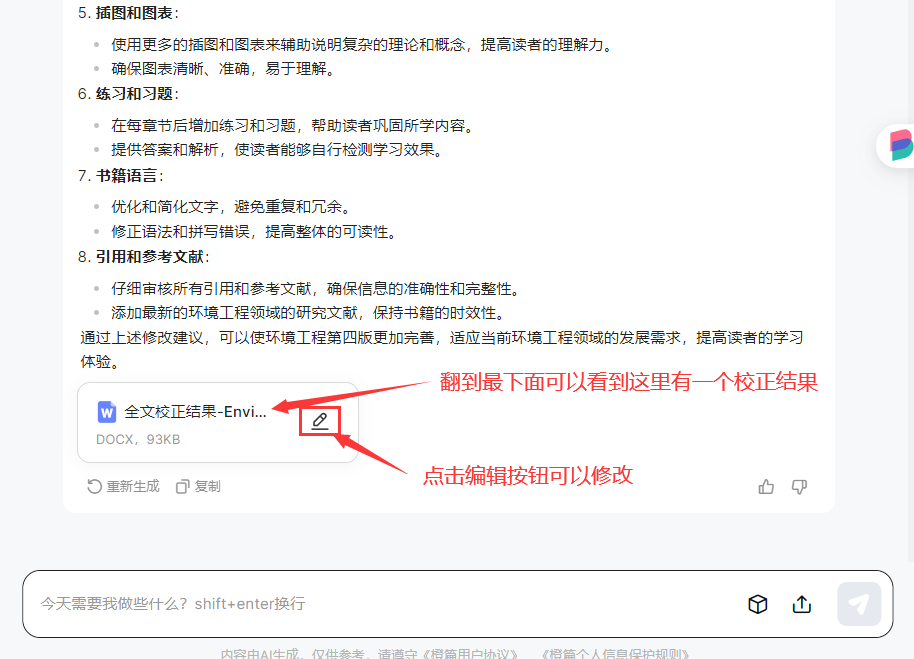 5. 插图和图表：
使用更多的插图和图表来辅助说明复杂的理论和概念，提高读者的理解力。
确保图表清晰、准确，易于理解。
6. 练习和习题：
在每章节后增加练习和习题，帮助读者巩固所学内容。
提供答案和解析，使读者能够自行检测学习效果。
7. 书籍语言：
优化和简化文字，避免重复和冗余。
修正语法和拼写错误，提高整体的可读性。
8. 引用和参考文献：
仔细审核所有引用和参考文献，确保信息的准确性和完整性。
添加最新的环境工程领域的研究文献，保持书籍的时效性。
通过上述修改建议，可以使环境工程第四版更加完善，适应当前环境工程领域的发展需求，提高读者的学习
体验。
翻到最下面可以看到这里有一个校正结果
W 全文校正结果-Envi...
DOCX，93KB
点击编辑按钮可以修改
重新生成 复制
今天需要我做些什么？shift+enter换行
内容由AI生成，仅供参考，请遵守《橙篇用户协议》 《橙篇个人信息保护规则》